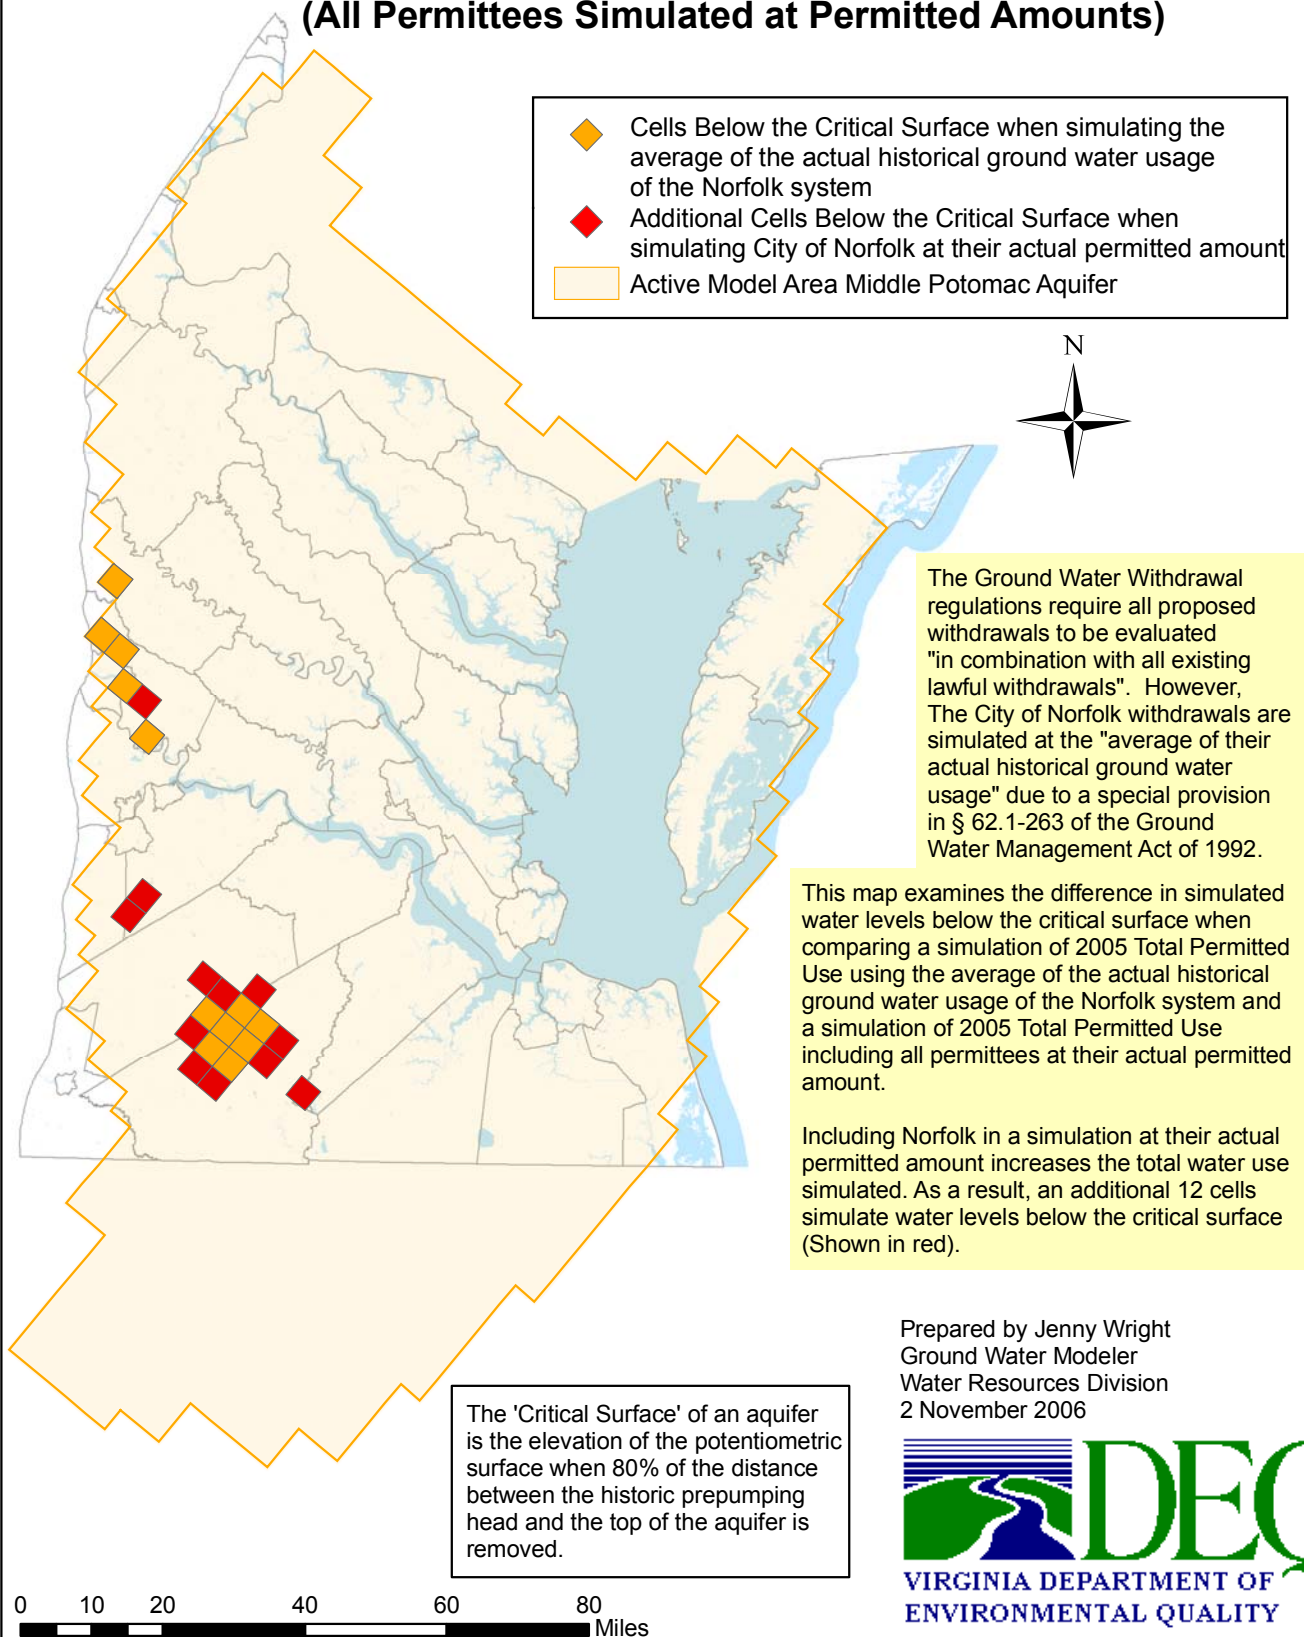 (All Permittees Simulated at Permitted Amounts)
Cells Below the Critical Surface when simulating the
average of the actual historical ground water usage
of the Norfolk system
Additional Cells Below the Critical Surface when
simulating City of Norfolk at their actual permitted amount
Active Model Area Middle Potomac Aquifer
N
The Ground Water Withdrawal
regulations require all proposed
withdrawals to be evaluated
"in combination with all existing
lawful withdrawals".  However,
The City of Norfolk withdrawals are
simulated at the "average of their
actual historical ground water
usage" due to a special provision
in § 62.1-263 of the Ground
Water Management Act of 1992.
This map examines the difference in simulated
water levels below the critical surface when
comparing a simulation of 2005 Total Permitted
Use using the average of the actual historical
ground water usage of the Norfolk system and
a simulation of 2005 Total Permitted Use
including all permittees at their actual permitted
amount.
Including Norfolk in a simulation at their actual
permitted amount increases the total water use
simulated. As a result, an additional 12 cells
simulate water levels below the critical surface
(Shown in red).
Prepared by Jenny Wright
Ground Water Modeler
Water Resources Division
2 November 2006
The 'Critical Surface' of an aquifer
is the elevation of the potentiometric
surface when 80% of the distance
between the historic prepumping
head and the top of the aquifer is
removed.
DEQ
VIRGINIA DEPARTMENT OF
ENVIRONMENTAL QUALITY
0 10 20 40 60 80
Miles